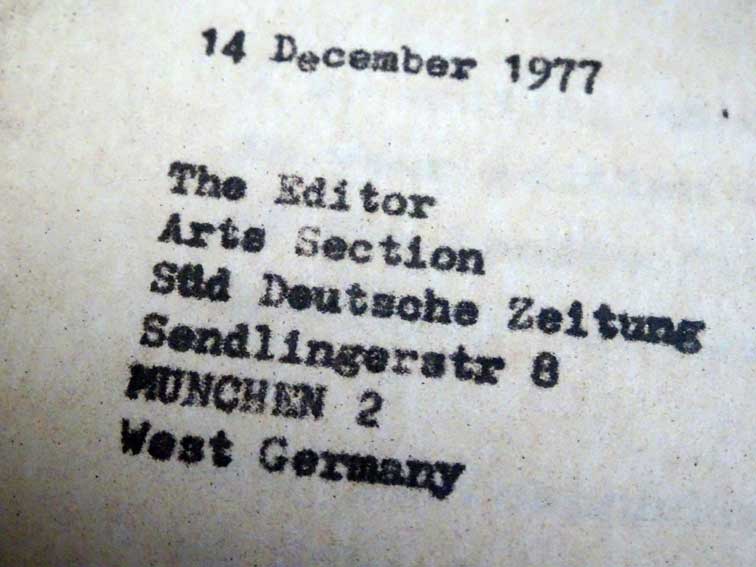 14 December 1977
The Editor
Arts Section
Süd Deutsche Zeitung
Sendlingerstr 8
MUNCHEN 2
West Germany